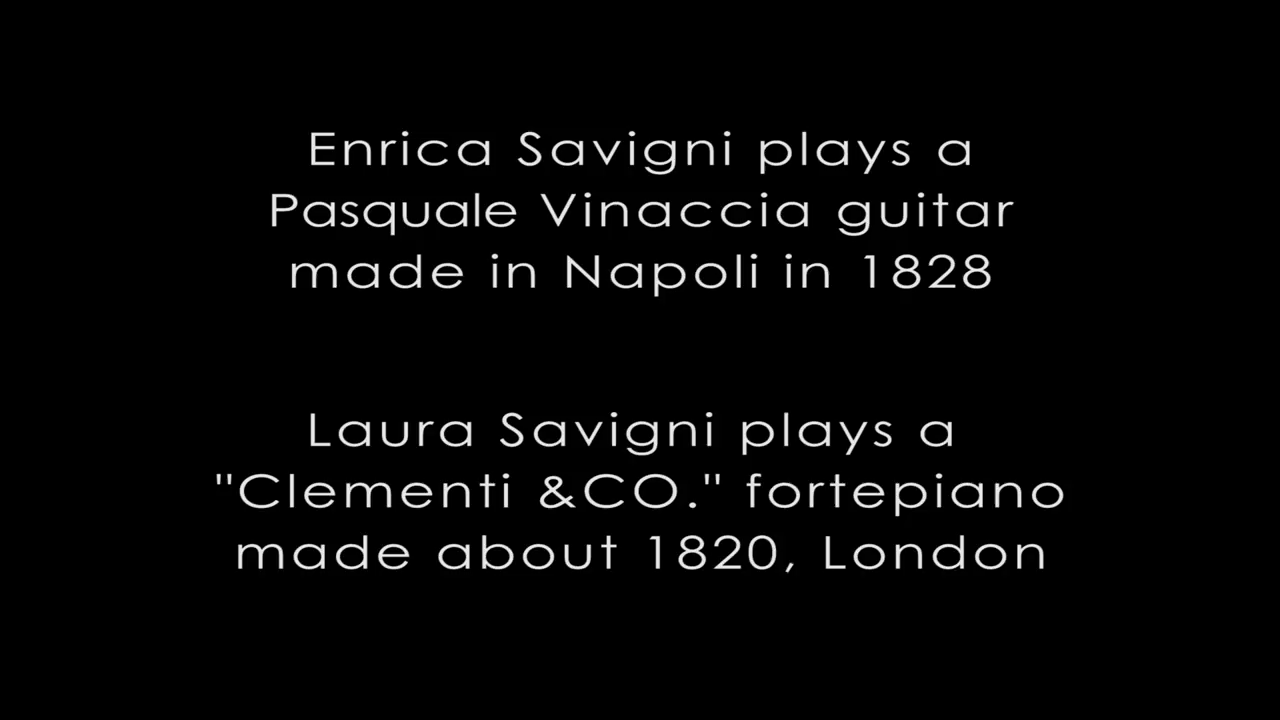 Enrica Savigni plays a
Pasquale Vinaccia guitar
made in Napoli in 1828
Laura Savigni plays a
"Clementi &CO." fortepiano
made about 1820, London